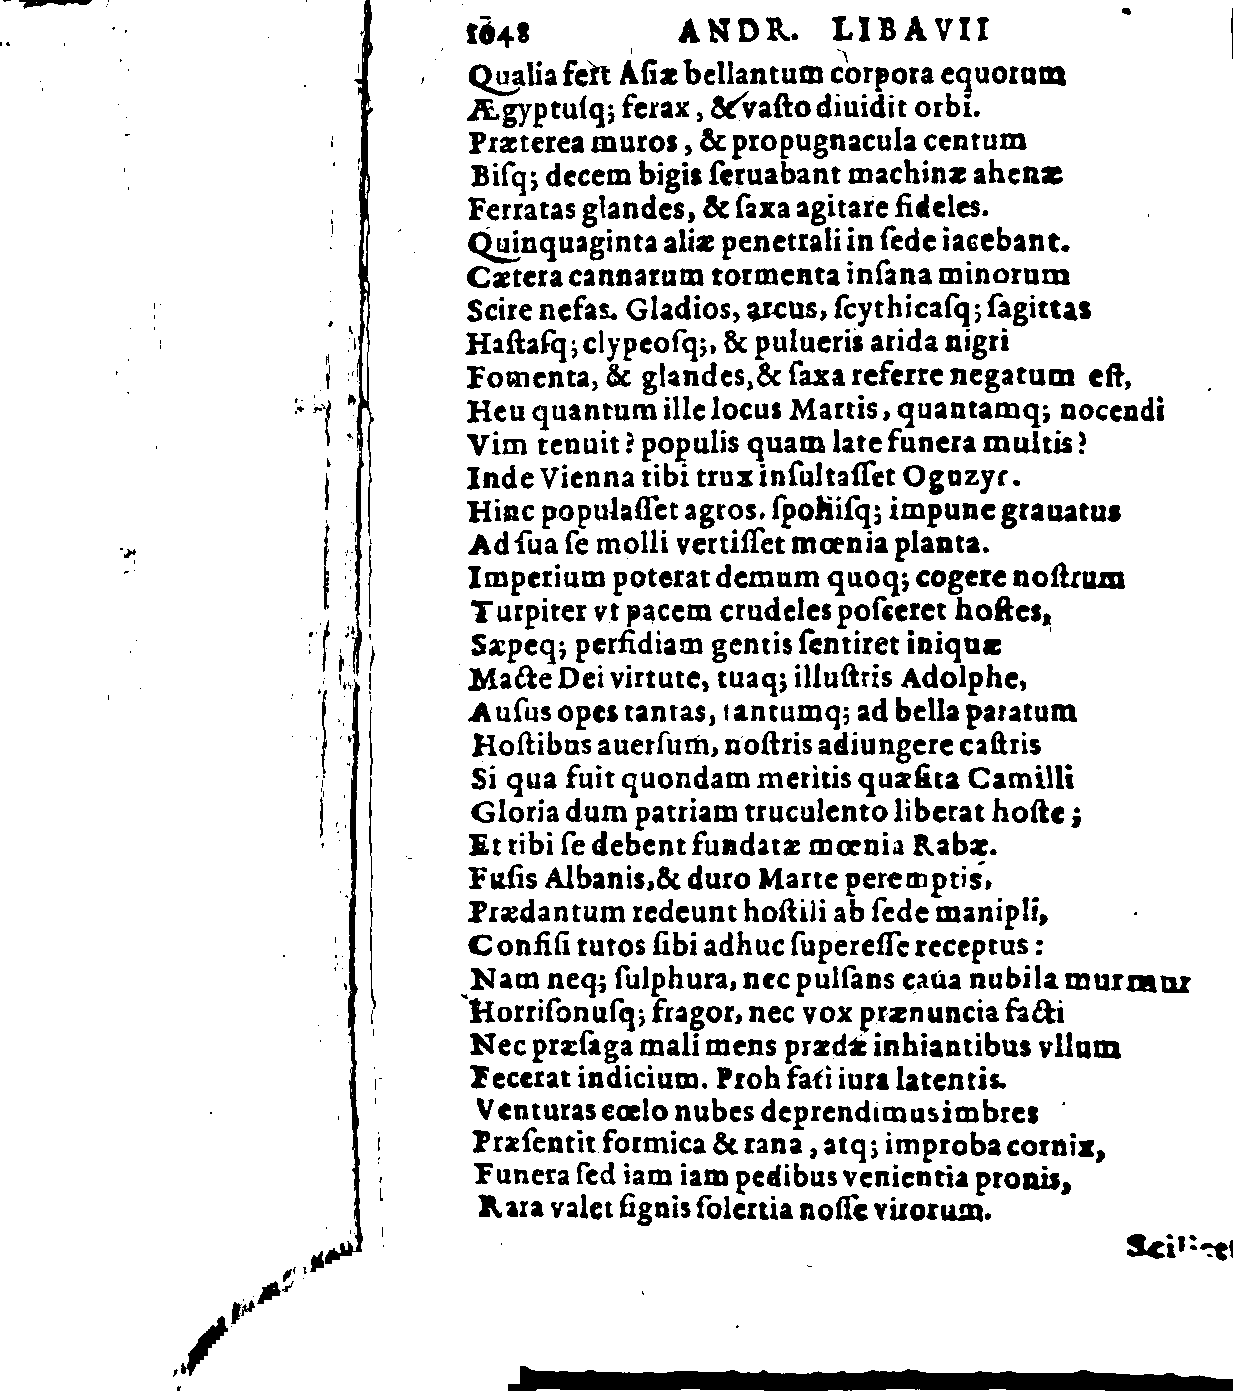 1048 ANDR. LIBAVII
Qualia fert Aſiæ bellantum corpora equorum
Ægyptuſq; ferax, & vaſto diuidit orbi.
Præterea muros, & propugnacula centum
Biſq; decem bigis ſeruabant machinæ ahenæ
Ferratas glandes, & ſaxa agitare fideles.
Quinquaginta aliæ penetrali in ſede iacebant.
Cætera cannarum tormenta inſana minorum
Scire nefas. Gladios, arcus, ſcythicaſq; ſagittas
Haſtaſq; clypeoſq;, & pulueris arida nigri
Fomenta, & glandes, & ſaxa referre negatum eſt,
Heu quantum ille locus Martis, quantamq; nocendi
Vim tenuit? populis quam late funera multis?
Inde Vienna tibi trux inſultaſſet Oguzyr.
Hinc populaſſet agros. ſpoliiſq; impune grauatus
Ad ſua ſe molli vertiſſet mœnia planta.
Imperium poterat demum quoq; cogere noſtrum
Turpiter vt pacem crudeles poſceret hoſtes,
Sæpeq; perfidiam gentis ſentiret iniquæ
Macte Dei virtute, tuaq; illuſtris Adolphe,
Auſus opes tantas, tantumq; ad bella paratum
Hoſtibus auerſum, noſtris adiungere caſtris
Si qua fuit quondam meritis quæſita Camilli
Gloria dum patriam truculento liberat hoſte;
Et tibi ſe debent fundatæ mœnia Rabæ.
Fuſis Albanis, & duro Marte peremptis,
Prædantum redeunt hoſtili ab ſede manipli,
Confiſi tutos ſibi adhuc ſupereſſe receptus:
Nam neq; ſulphura, nec pulſans caua nubila murmur
Horriſonuſq; fragor, nec vox prænuncia facti
Nec præſaga mali mens prædæ inhiantibus vllum
Fecerat indicium. Proh fati iura latentis.
Venturas cœlo nubes deprendimus imbres
Præſentit formica & rana, atq; improba cornix,
Funera ſed iam iam pedibus venientia pronis,
Rara valet ſignis ſolertia noſſe virorum.
Scilicet